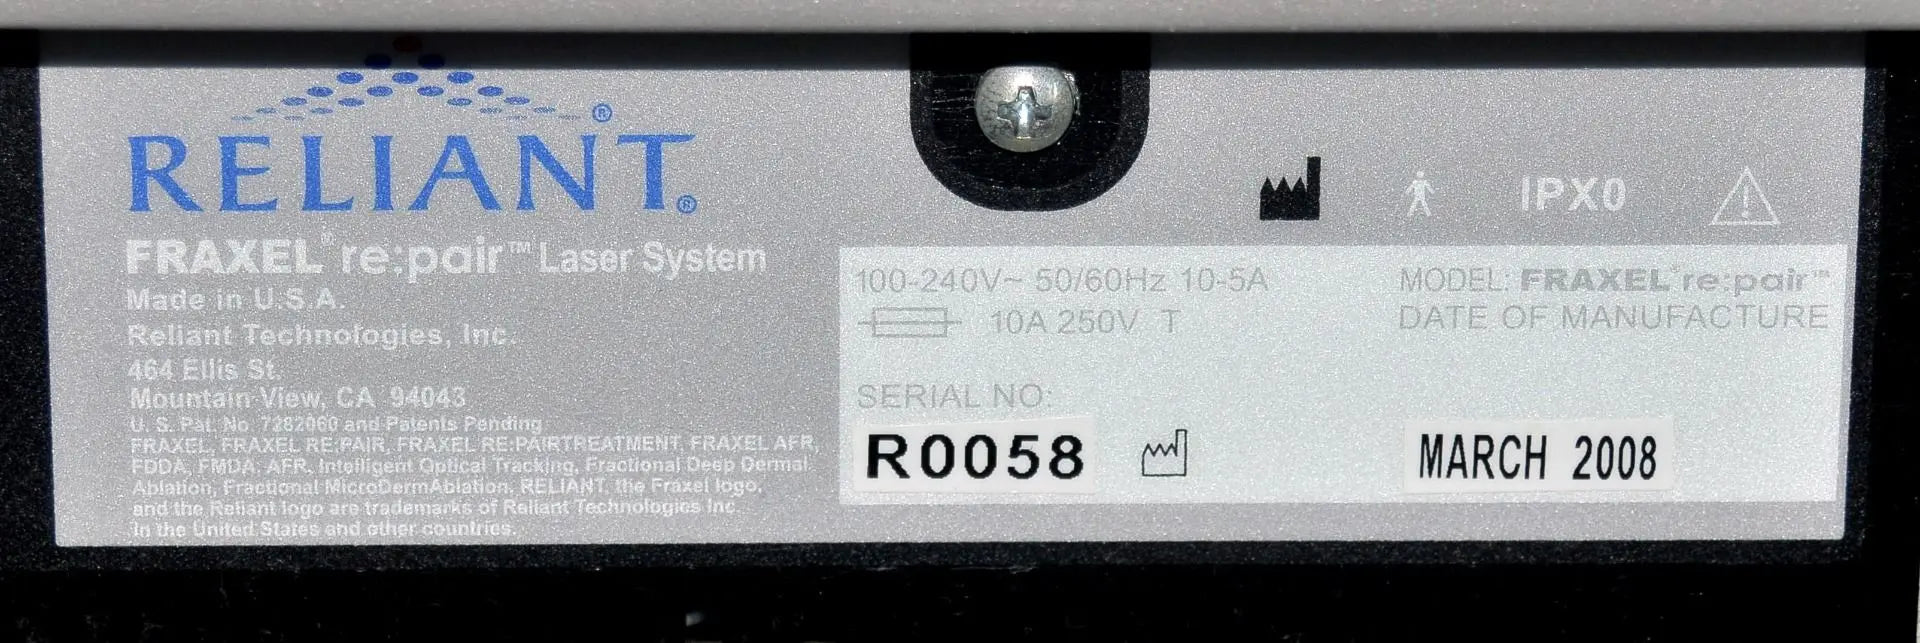 ®
RELIANT®
FRAXEL® re:pair™ Laser System
Made in U.S.A.
Reliant Technologies, Inc.
464 Ellis St.
Mountain View, CA 94043
U. S. Pat. No. 7282060 and Patents Pending
FRAXEL, FRAXEL RE:PAIR, FRAXEL RE:PAIRTREATMENT, FRAXEL AFR,
FDDA, FMDA, AFR, Intelligent Optical Tracking, Fractional Deep Dermal
Ablation, Fractional MicroDermAblation, RELIANT, the Fraxel logo,
and the Reliant logo are trademarks of Reliant Technologies Inc.
in the United States and other countries.
IPX0
100-240V~ 50/60Hz 10-5A
10A 250V T
MODEL: FRAXEL® re:pair™
DATE OF MANUFACTURE
SERIAL NO:
R0058
MARCH 2008